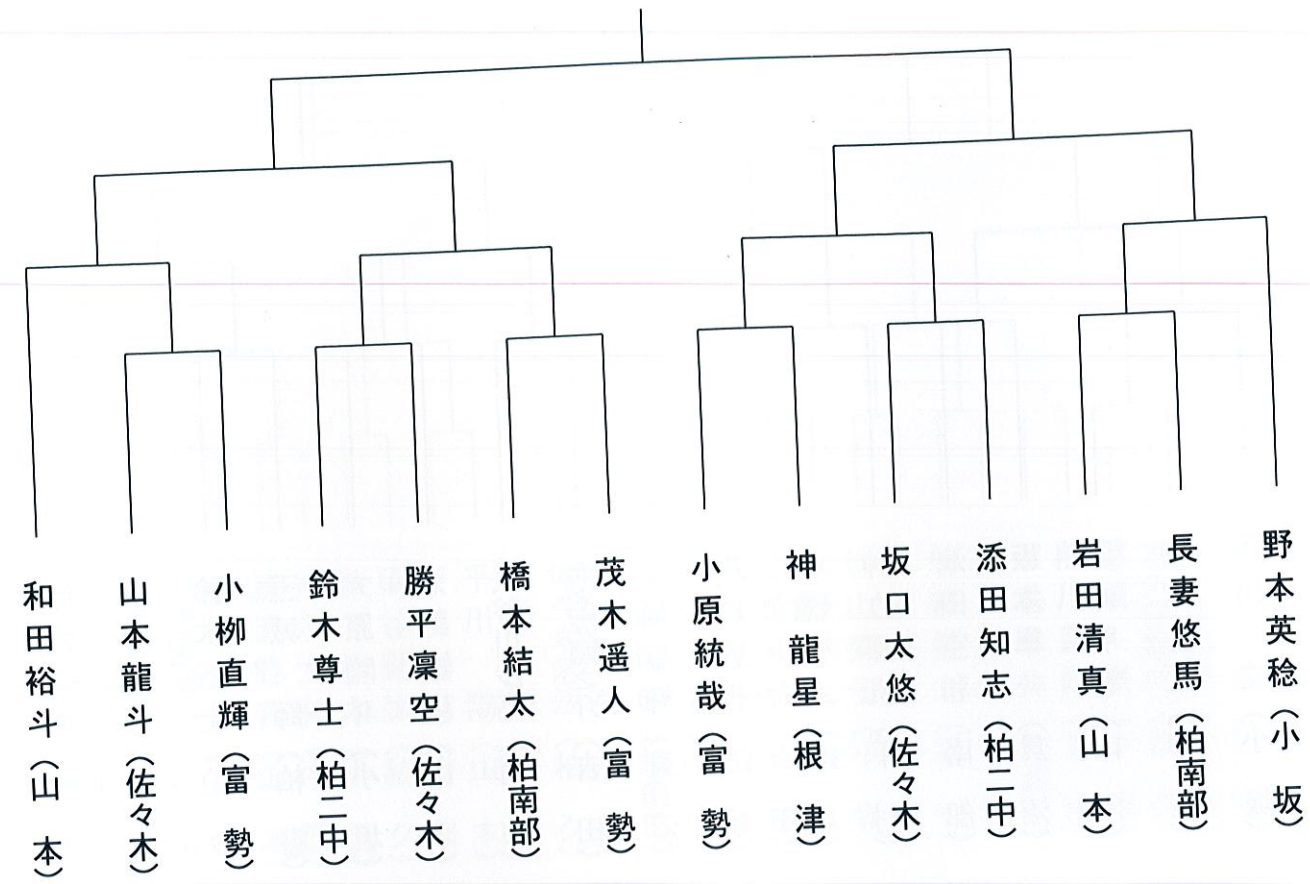 和田裕斗（山　本）
山本龍斗（佐々木）
小栁直輝（富　勢）
鈴木尊士（柏二中）
勝平凜空（佐々木）
橋本結太（柏南部）
茂木遥人（富　勢）
小原統哉（富　勢）
神　龍星（根　津）
坂口太悠（佐々木）
添田知志（柏二中）
岩田清真（山　本）
長妻悠馬（柏南部）
野本英稔（小　坂）